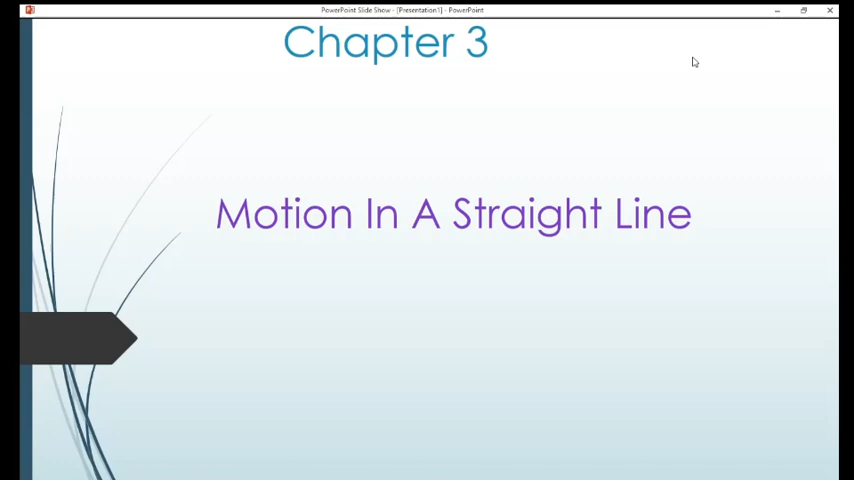 PowerPoint Slide Show - [Presentation1] - PowerPoint
Chapter 3
Motion In A Straight Line